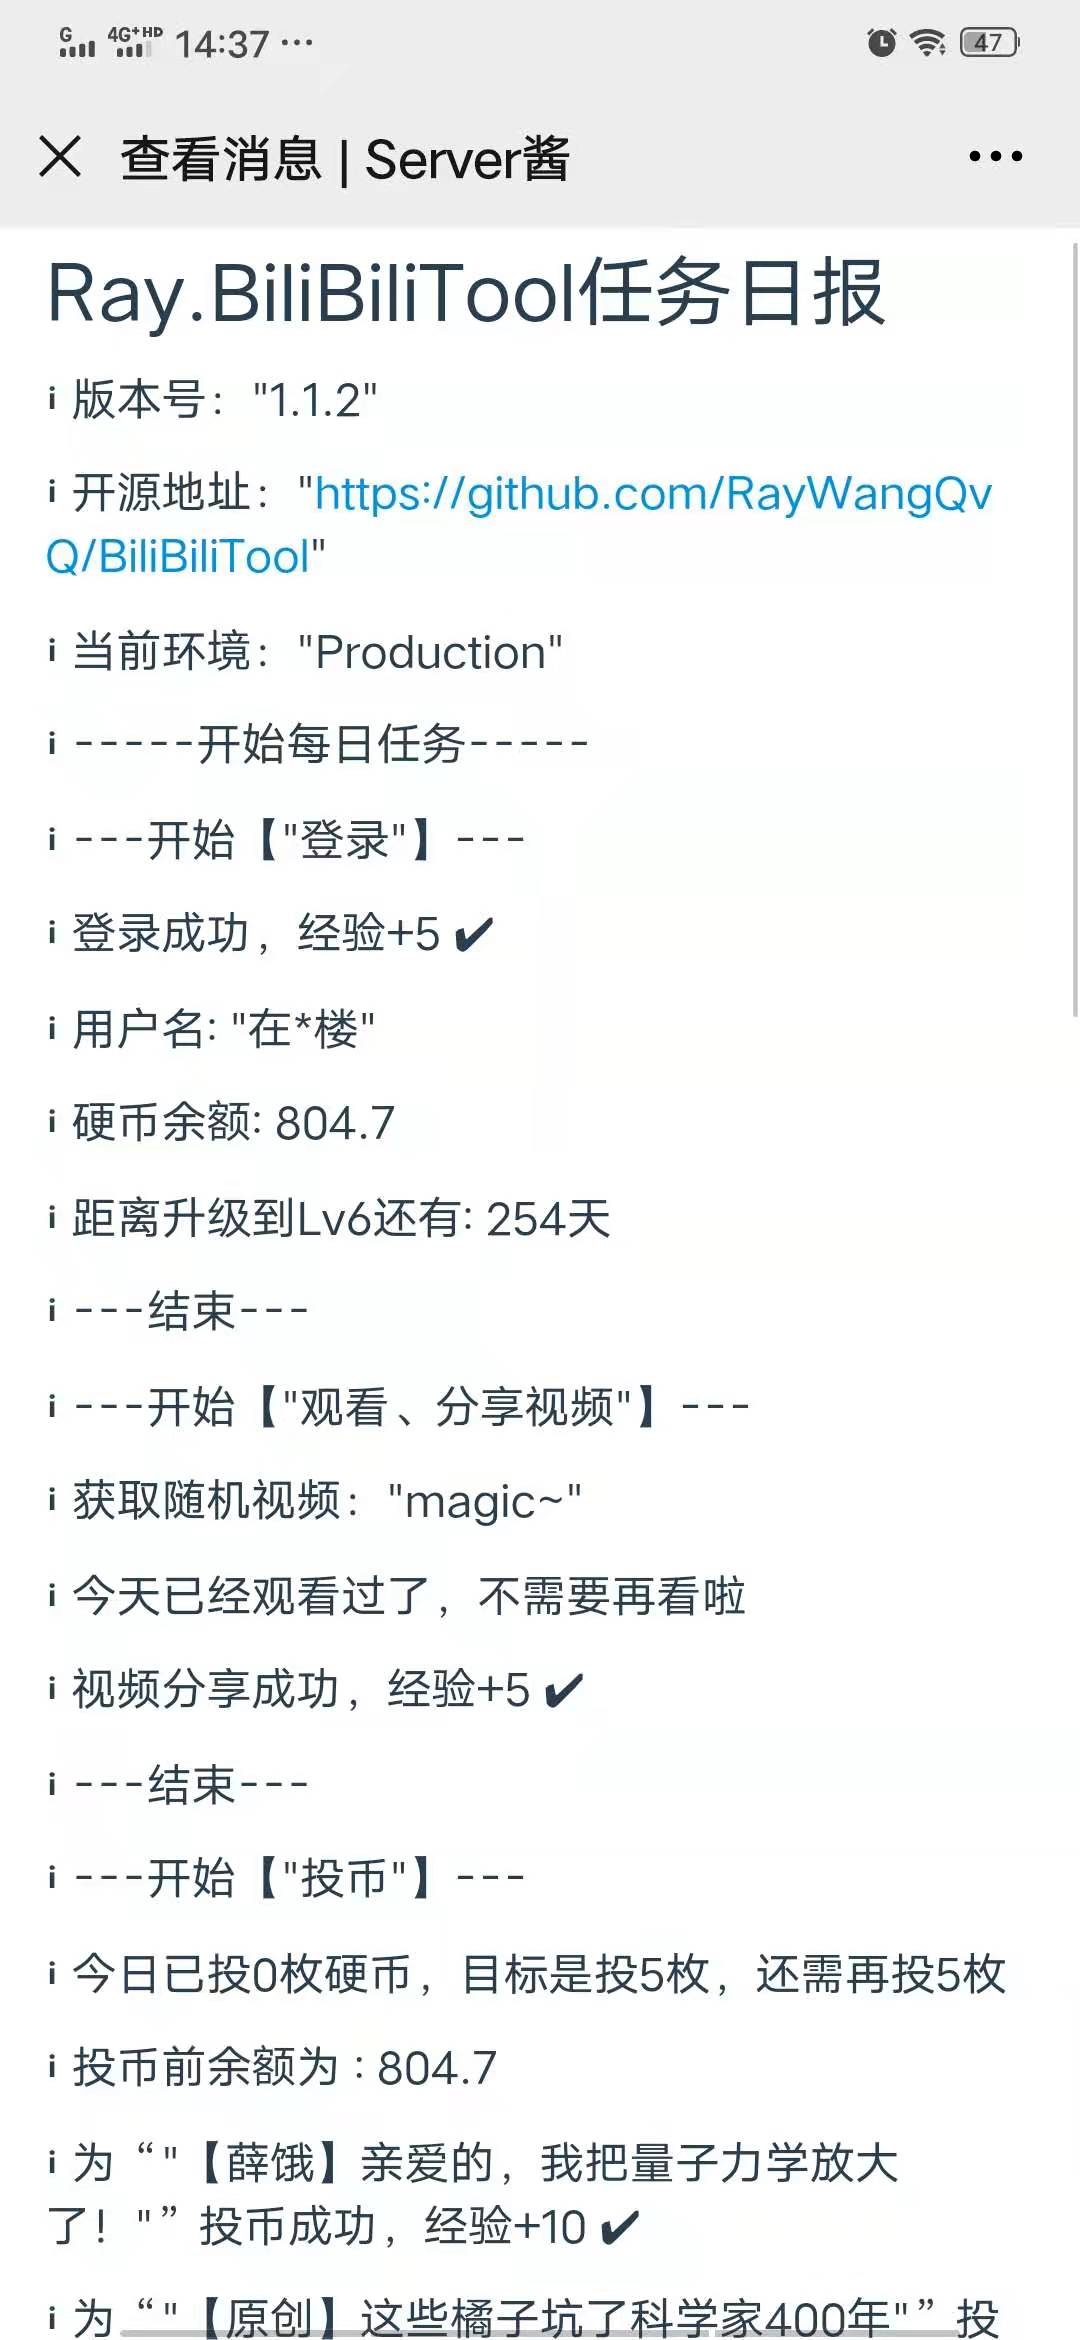 G 4G+HD 14:37 ··· 47
查看消息 | Server酱
Ray.BiliBiliTool任务日报
¡ 版本号："1.1.2"
¡ 开源地址："https://github.com/RayWangQv
Q/BiliBiliTool"
¡ 当前环境："Production"
¡ -----开始每日任务-----
¡ ---开始【"登录"】---
¡ 登录成功，经验+5 ✔
¡ 用户名: "在*楼"
¡ 硬币余额: 804.7
¡ 距离升级到Lv6还有: 254天
¡ ---结束---
¡ ---开始【"观看、分享视频"】---
¡ 获取随机视频："magic~"
¡ 今天已经观看过了，不需要再看啦
¡ 视频分享成功，经验+5 ✔
¡ ---结束---
¡ ---开始【"投币"】---
¡ 今日已投0枚硬币，目标是投5枚，还需再投5枚
¡ 投币前余额为 : 804.7
¡ 为“"【薛饿】亲爱的，我把量子力学放大
了！"”投币成功，经验+10 ✔
¡ 为“"【原创】这些橘子坑了科学家400年"”投